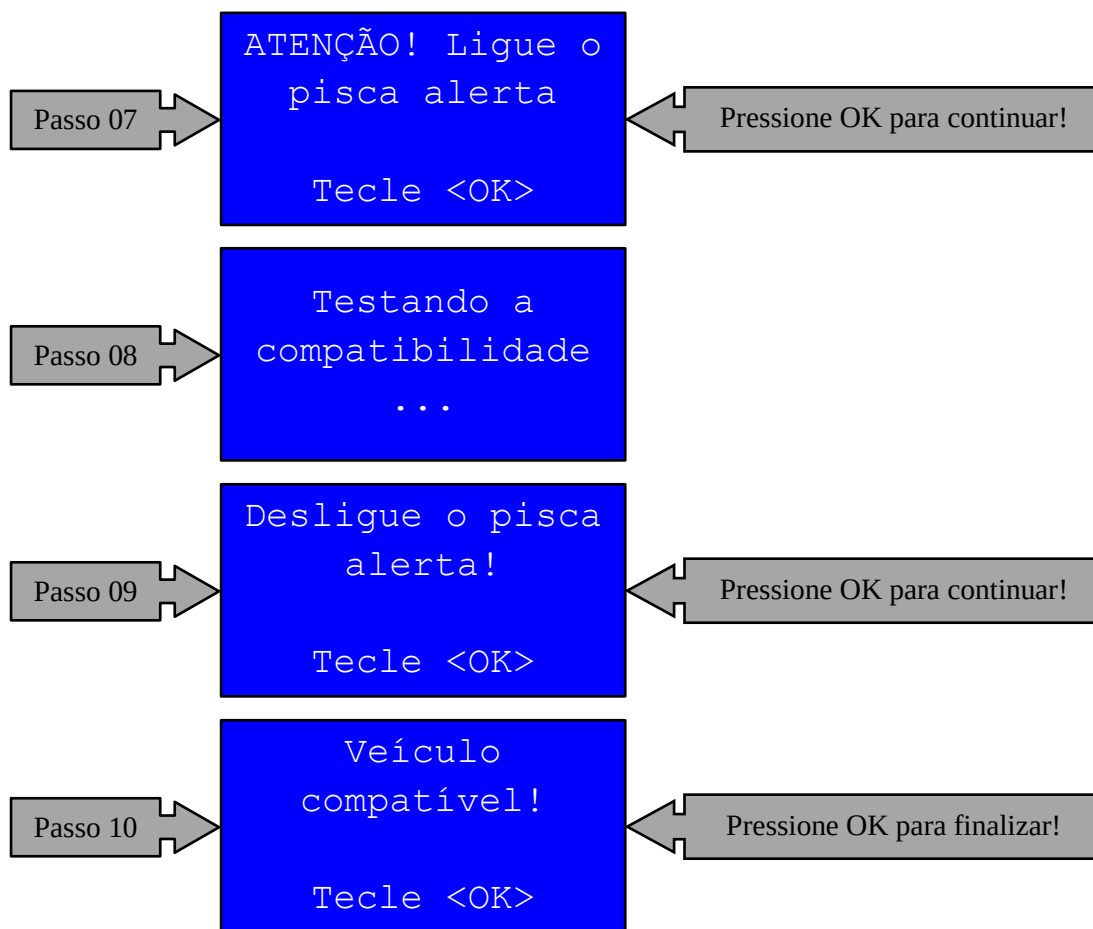 Passo 07
ATENÇÃO! Ligue o
pisca alerta
Tecle <OK>
Pressione OK para continuar!
Passo 08
Testando a
compatibilidade
...
Passo 09
Desligue o pisca
alerta!
Tecle <OK>
Pressione OK para continuar!
Passo 10
Veículo
compatível!
Tecle <OK>
Pressione OK para finalizar!